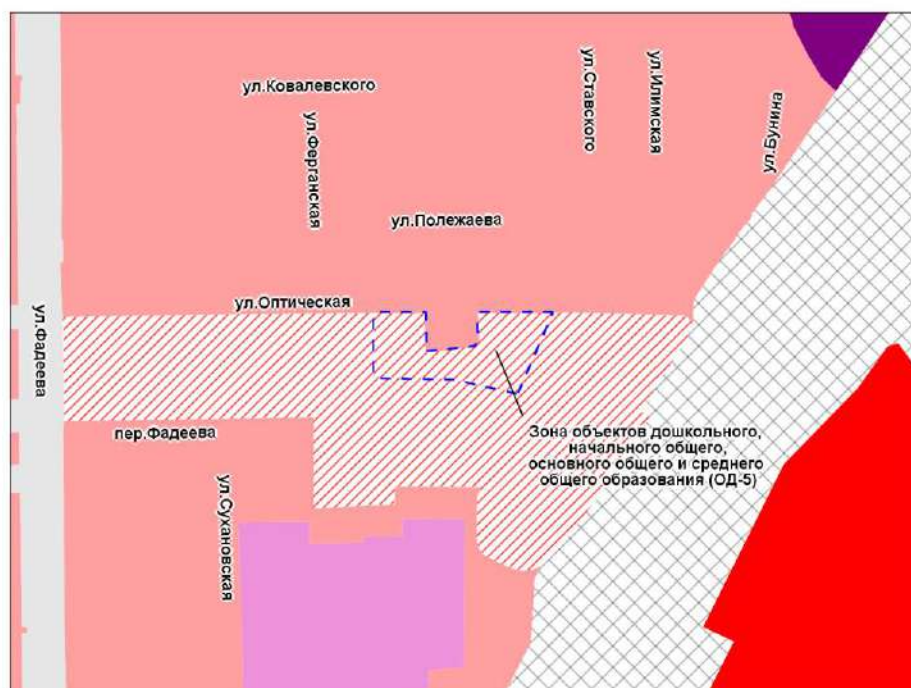 ул.Ковалевского
ул.Ферганская
ул.Ставского
ул.Илимская
ул.Бунина
ул.Полежаева
ул.Оптическая
ул.Фадеева
пер.Фадеева
ул.Сухановская
Зона объектов дошкольного,
начального общего,
основного общего и среднего
общего образования (ОД-5)